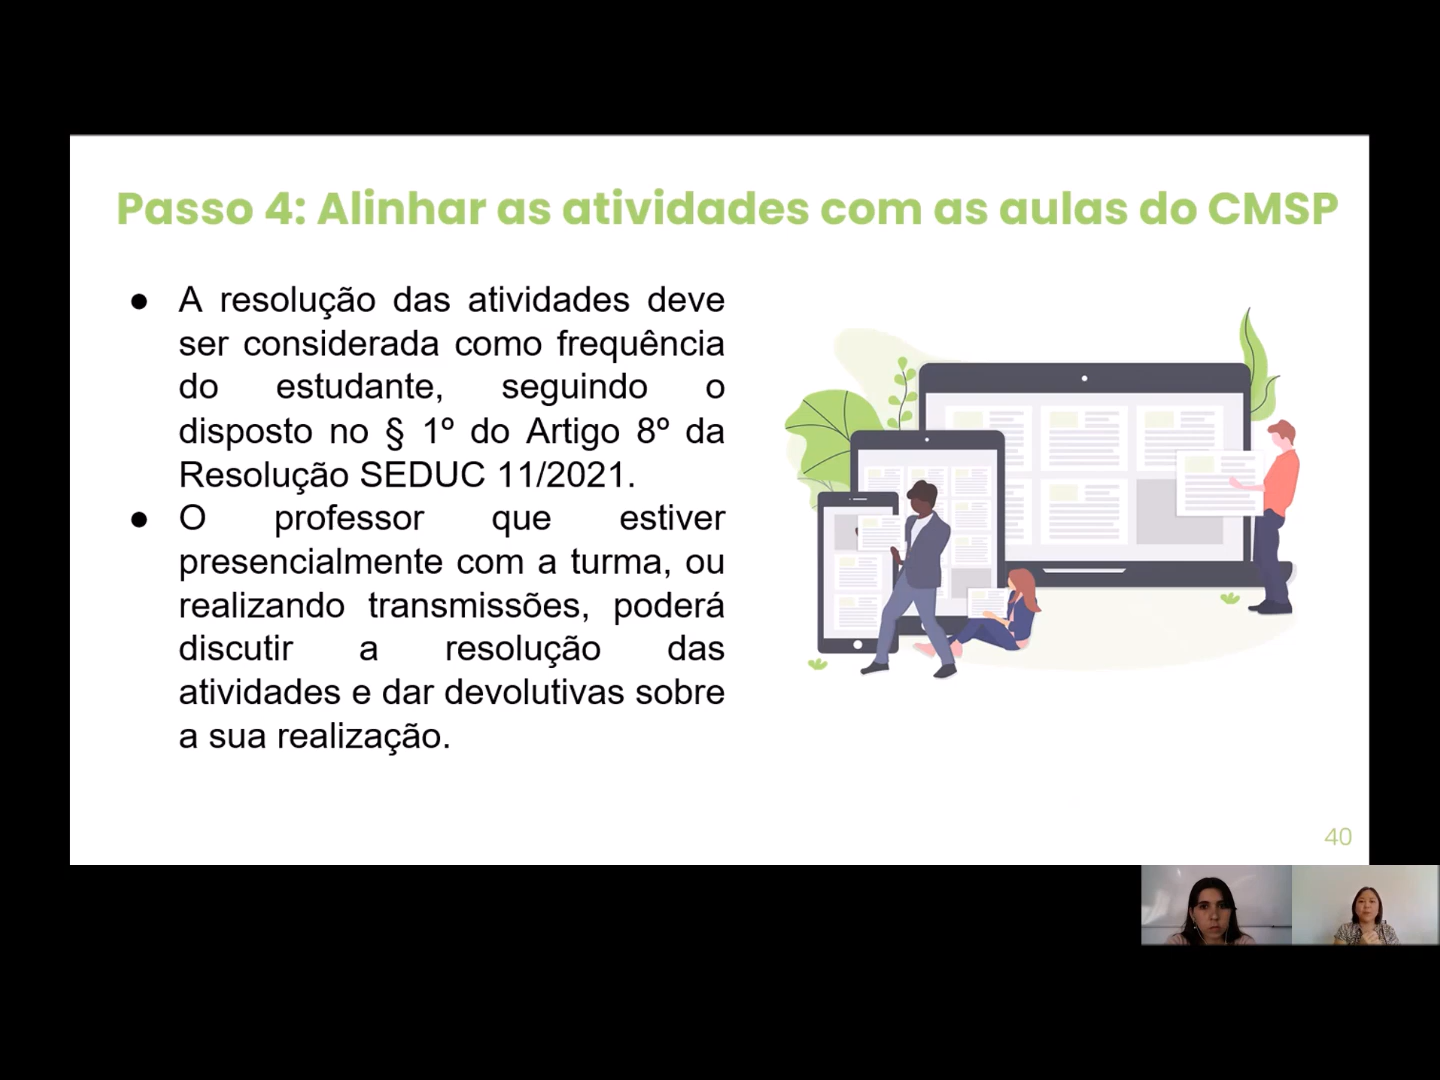 Passo 4: Alinhar as atividades com as aulas do CMSP
● A resolução das atividades deve
ser considerada como frequência
do estudante, seguindo o
disposto no § 1º do Artigo 8º da
Resolução SEDUC 11/2021.
● O professor que estiver
presencialmente com a turma, ou
realizando transmissões, poderá
discutir a resolução das
atividades e dar devolutivas sobre
a sua realização.
40